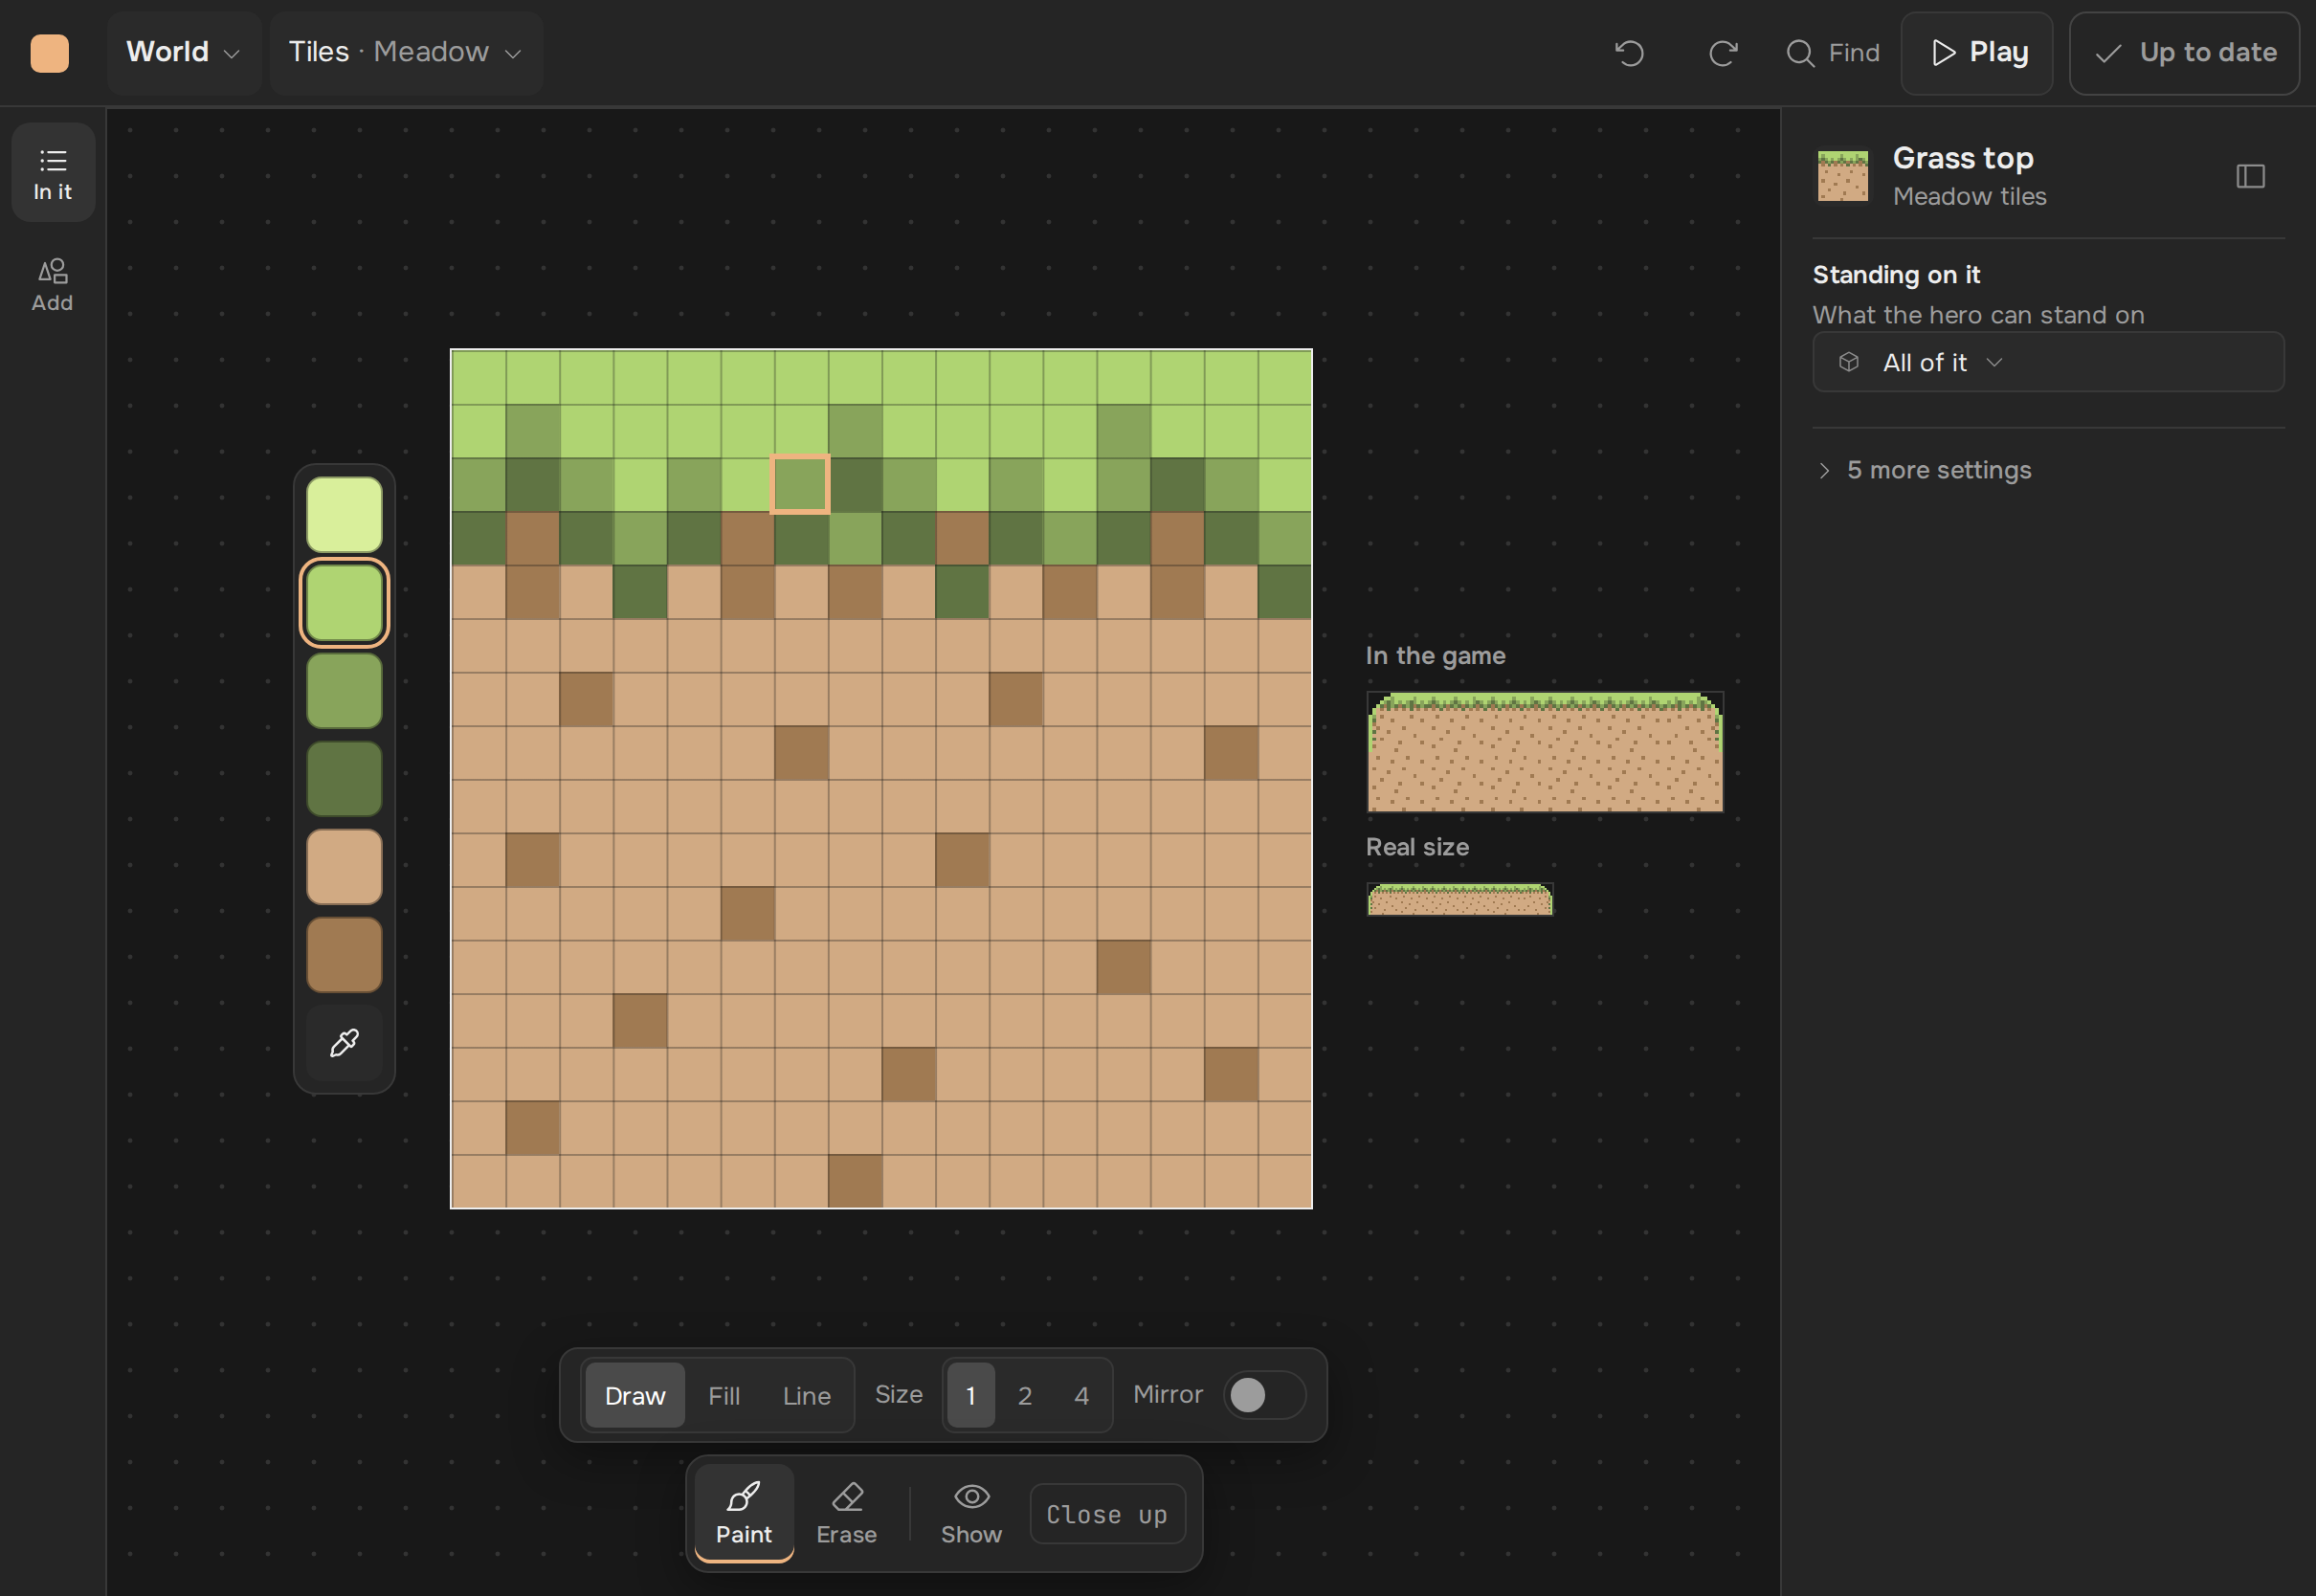 World
Tiles · Meadow
Find
Play
Up to date
In it
Add
Grass top
Meadow tiles
Standing on it
What the hero can stand on
All of it
5 more settings
In the game
Real size
Draw
Fill
Line
Size
1
2
4
Mirror
Paint
Erase
Show
Close up